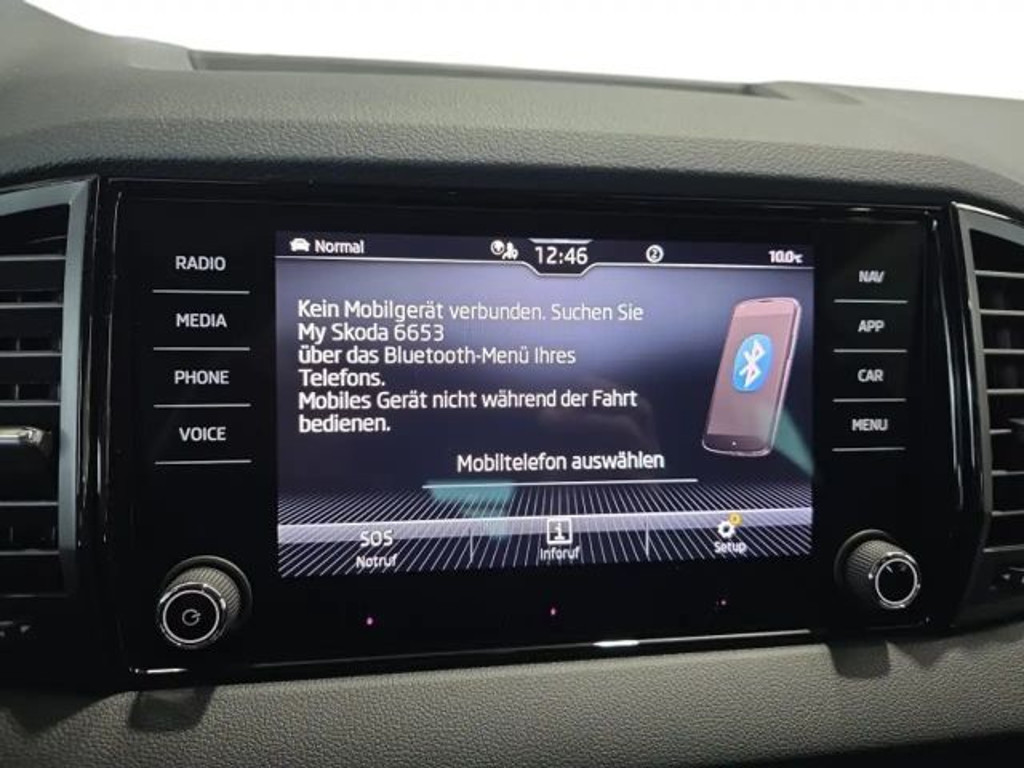 Normal
12:46
2
10.0°C
RADIO
MEDIA
PHONE
VOICE
Kein Mobilgerät verbunden. Suchen Sie
My Skoda 6653
über das Bluetooth-Menü Ihres
Telefons.
Mobiles Gerät nicht während der Fahrt
bedienen.
Mobiltelefon auswählen
SOS
Notruf
i
Inforuf
Setup
NAV
APP
CAR
MENU